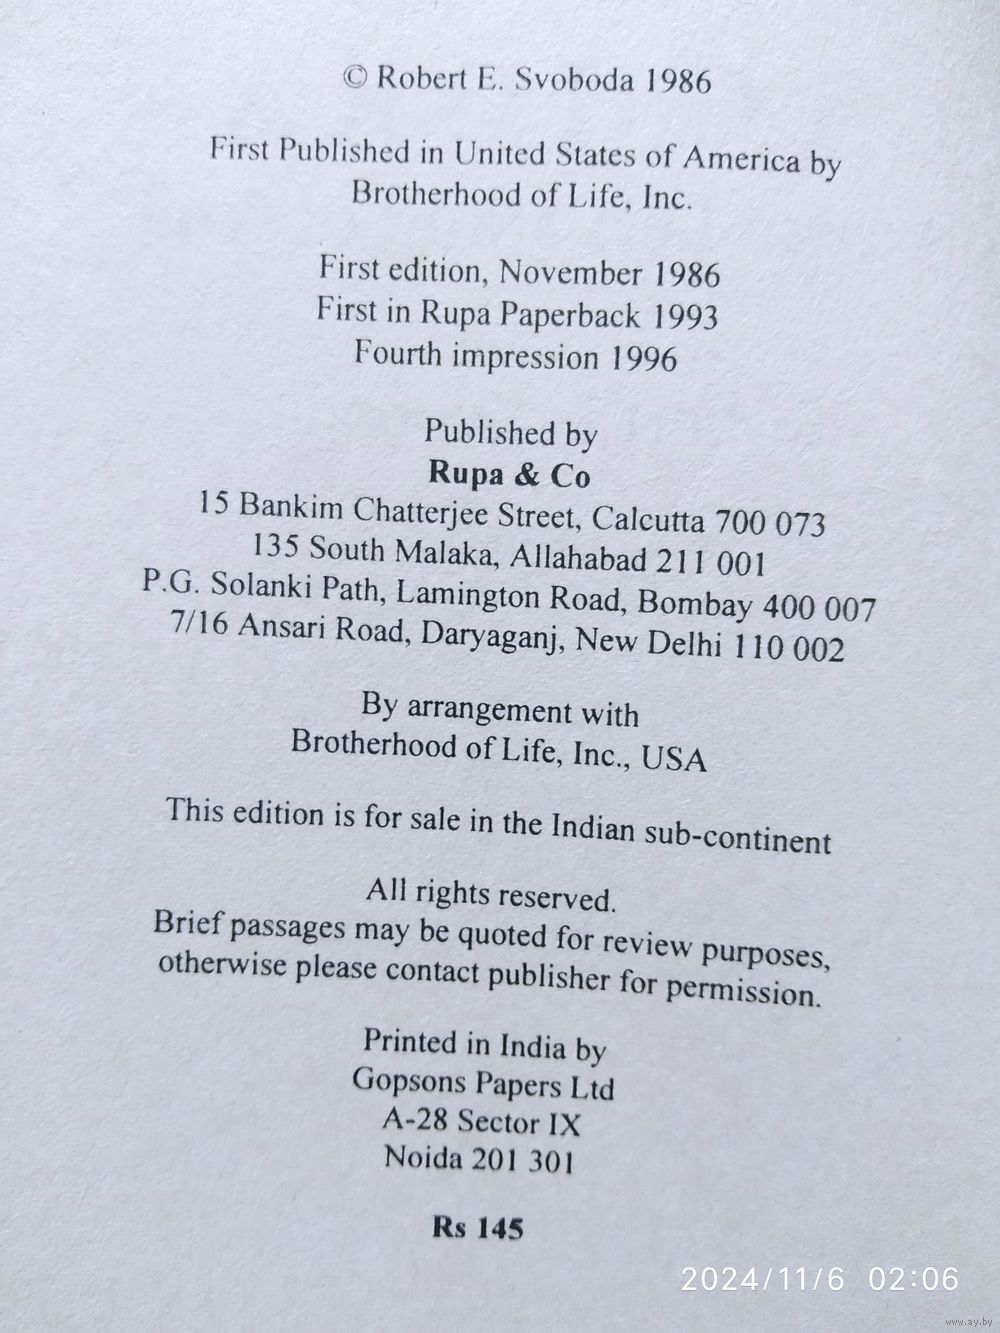 © Robert E. Svoboda 1986
First Published in United States of America by
Brotherhood of Life, Inc.
First edition, November 1986
First in Rupa Paperback 1993
Fourth impression 1996
Published by
Rupa & Co
15 Bankim Chatterjee Street, Calcutta 700 073
135 South Malaka, Allahabad 211 001
P.G. Solanki Path, Lamington Road, Bombay 400 007
7/16 Ansari Road, Daryaganj, New Delhi 110 002
By arrangement with
Brotherhood of Life, Inc., USA
This edition is for sale in the Indian sub-continent
All rights reserved.
Brief passages may be quoted for review purposes,
otherwise please contact publisher for permission.
Printed in India by
Gopsons Papers Ltd
A-28 Sector IX
Noida 201 301
Rs 145
2024/11/6 02:06
www.ay.by